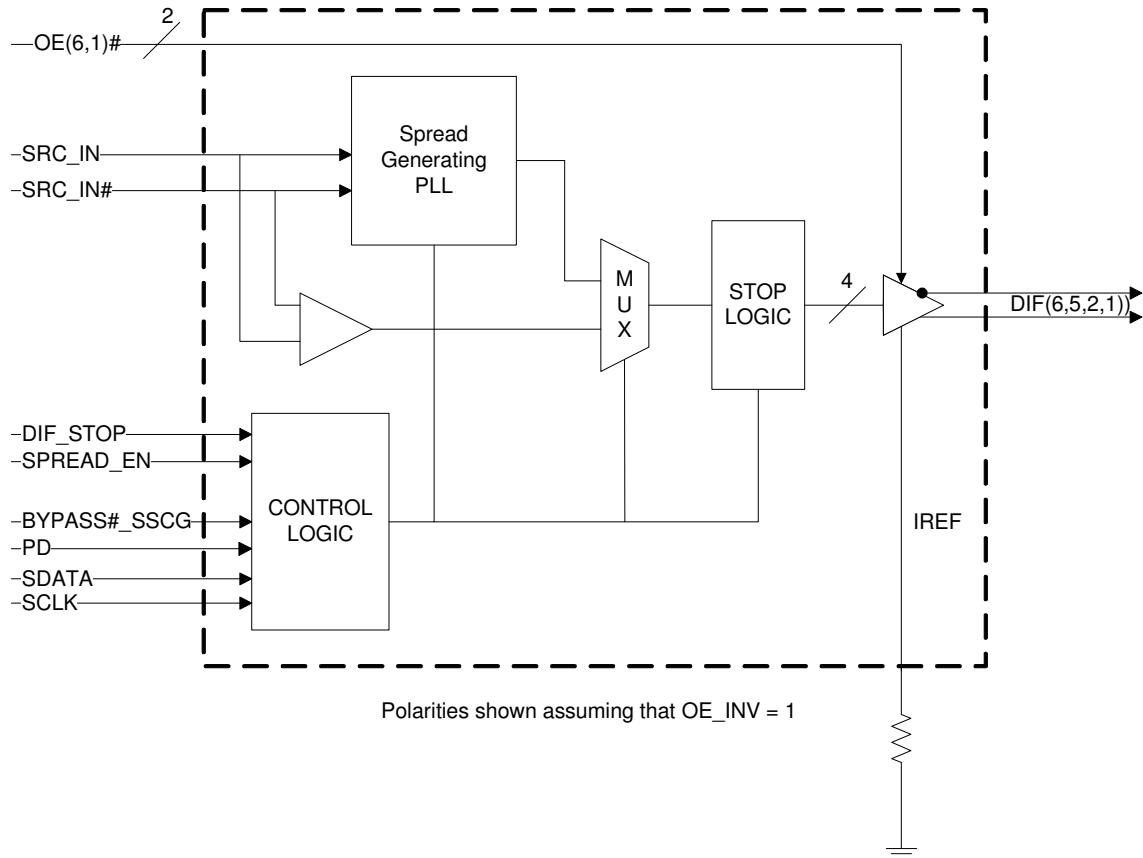 2
OE(6,1)#
Spread
Generating
PLL
SRC_IN
SRC_IN#
M
U
X
STOP
LOGIC
4
DIF(6,5,2,1))
DIF_STOP
SPREAD_EN
BYPASS#_SSCG
PD
SDATA
SCLK
CONTROL
LOGIC
IREF
Polarities shown assuming that OE_INV = 1